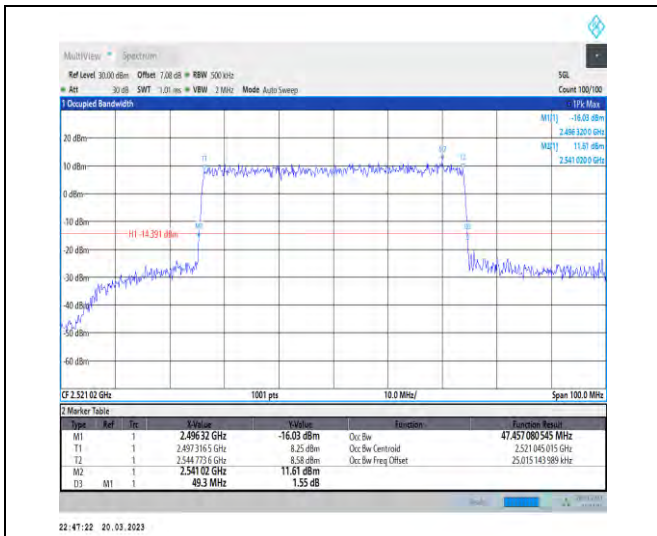 MultiView Spectrum
Ref Level 30.00 dBm Offset 7.08 dB RBW 500 kHz SGL
Att 30 dB SWT 1.01 ms VBW 2 MHz Mode Auto Sweep Count 100/100
1 Occupied Bandwidth 1Pk Max
M1[1] -16.03 dBm
2.496 320 0 GHz
M2[1] 11.61 dBm
2.541 020 0 GHz
20 dBm
10 dBm
0 dBm
-10 dBm
H1 -14.391 dBm
-20 dBm
-30 dBm
-40 dBm
-50 dBm
-60 dBm
T1
M2
T2
M1
D3
CF 2.521 02 GHz 1001 pts 10.0 MHz/ Span 100.0 MHz
2 Marker Table
Type Ref Trc X-Value Y-Value Function Function Result
M1 1 2.496 32 GHz -16.03 dBm Occ Bw 47.457 080 545 MHz
T1 1 2.497 316 5 GHz 8.25 dBm Occ Bw Centroid 2.521 045 015 GHz
T2 1 2.544 773 6 GHz 8.58 dBm Occ Bw Freq Offset 25.015 143 989 kHz
M2 1 2.541 02 GHz 11.61 dBm
D3 M1 1 49.3 MHz 1.55 dB
22:47:22 20.03.2023